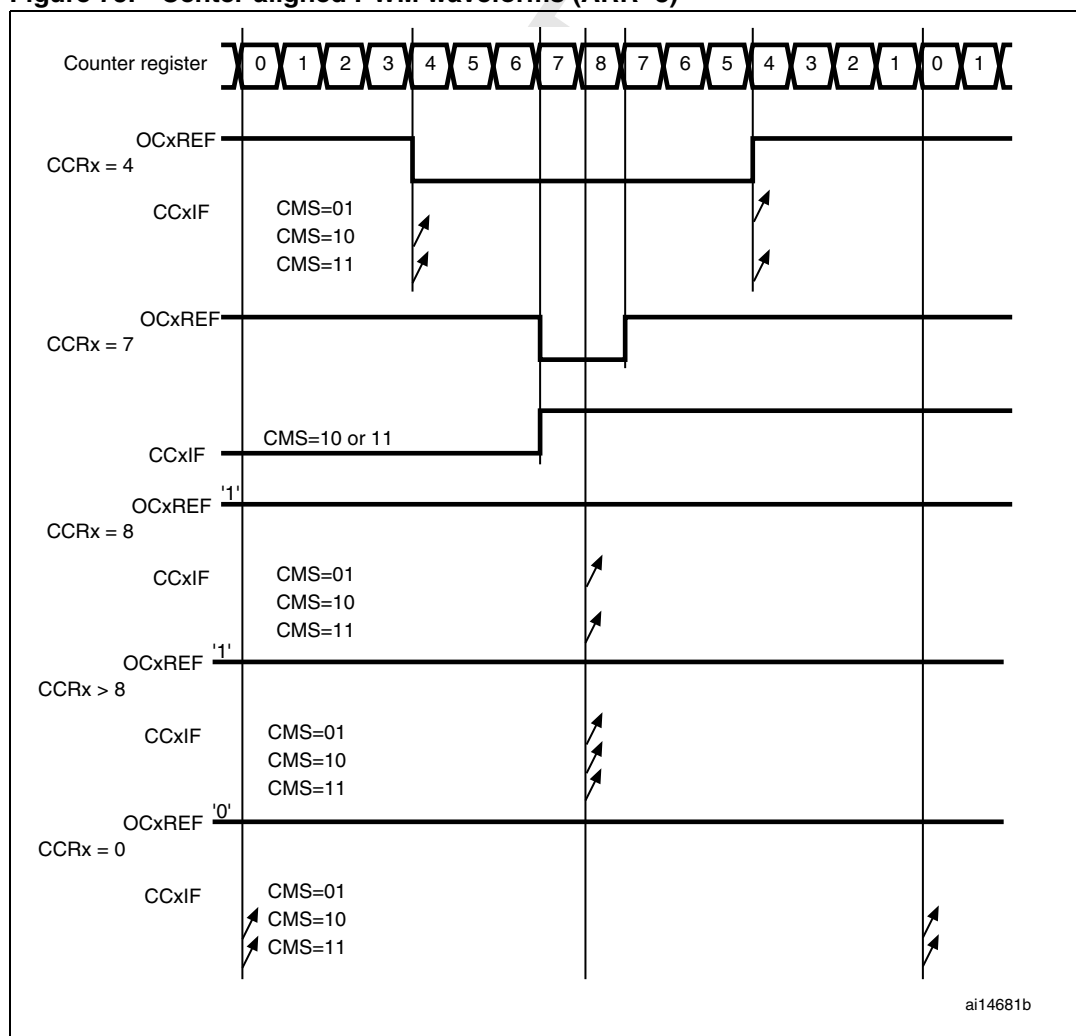 Counter register 0 1 2 3 4 5 6 7 8 7 6 5 4 3 2 1 0 1
OCxREF
CCRx = 4
CCxIF
CMS=01
CMS=10
CMS=11
OCxREF
CCRx = 7
CMS=10 or 11
CCxIF
'1'
OCxREF
CCRx = 8
CCxIF
CMS=01
CMS=10
CMS=11
'1'
OCxREF
CCRx > 8
CCxIF
CMS=01
CMS=10
CMS=11
'0'
OCxREF
CCRx = 0
CCxIF
CMS=01
CMS=10
CMS=11
ai14681b